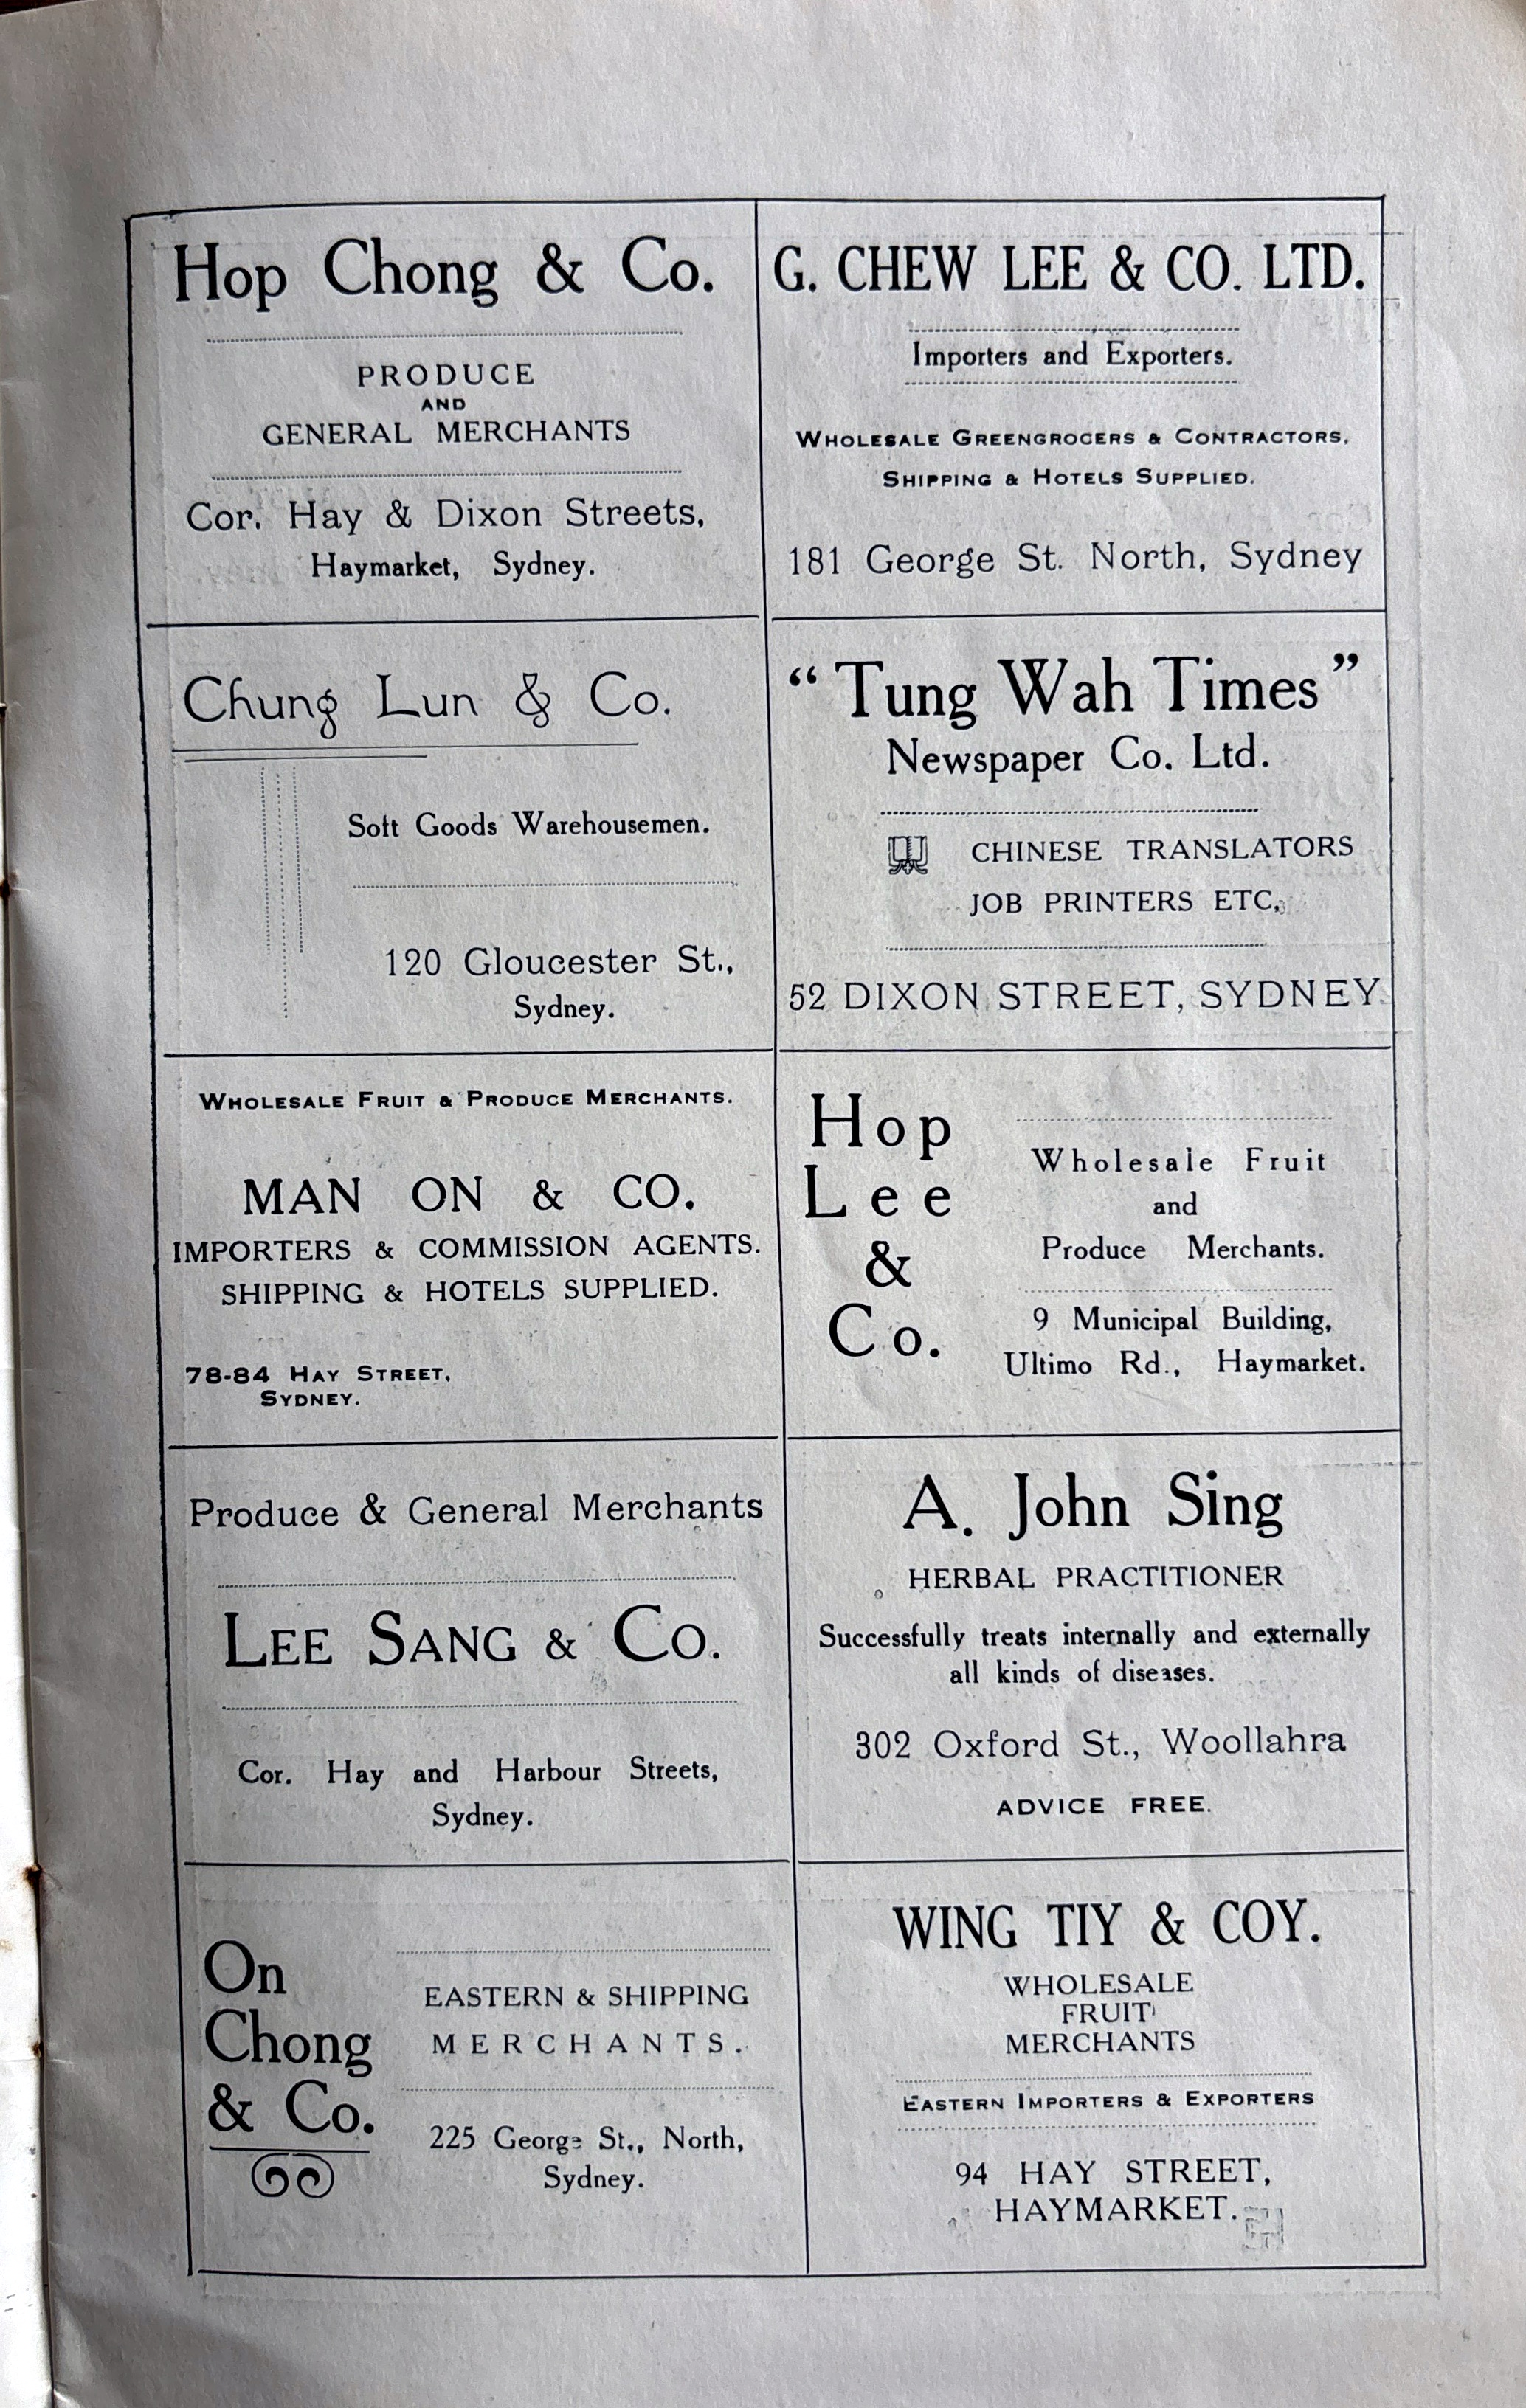 Hop Chong & Co.
PRODUCE
AND
GENERAL MERCHANTS
Cor. Hay & Dixon Streets,
Haymarket, Sydney.
G. CHEW LEE & CO. LTD.
Importers and Exporters.
WHOLESALE GREENGROCERS & CONTRACTORS.
SHIPPING & HOTELS SUPPLIED.
181 George St. North, Sydney
Chung Lun & Co.
Soft Goods Warehousemen.
120 Gloucester St.,
Sydney.
“Tung Wah Times”
Newspaper Co. Ltd.
CHINESE TRANSLATORS
JOB PRINTERS ETC,
52 DIXON STREET, SYDNEY
WHOLESALE FRUIT & PRODUCE MERCHANTS.
MAN ON & CO.
IMPORTERS & COMMISSION AGENTS.
SHIPPING & HOTELS SUPPLIED.
78-84 HAY STREET,
SYDNEY.
Hop
Lee
&
Co.
Wholesale Fruit
and
Produce Merchants.
9 Municipal Building,
Ultimo Rd., Haymarket.
Produce & General Merchants
LEE SANG & CO.
Cor. Hay and Harbour Streets,
Sydney.
A. John Sing
HERBAL PRACTITIONER
Successfully treats internally and externally
all kinds of diseases.
302 Oxford St., Woollahra
ADVICE FREE.
On
Chong
& Co.
EASTERN & SHIPPING
MERCHANTS.
225 George St., North,
Sydney.
WING TIY & COY.
WHOLESALE
FRUIT
MERCHANTS
EASTERN IMPORTERS & EXPORTERS
94 HAY STREET,
HAYMARKET.